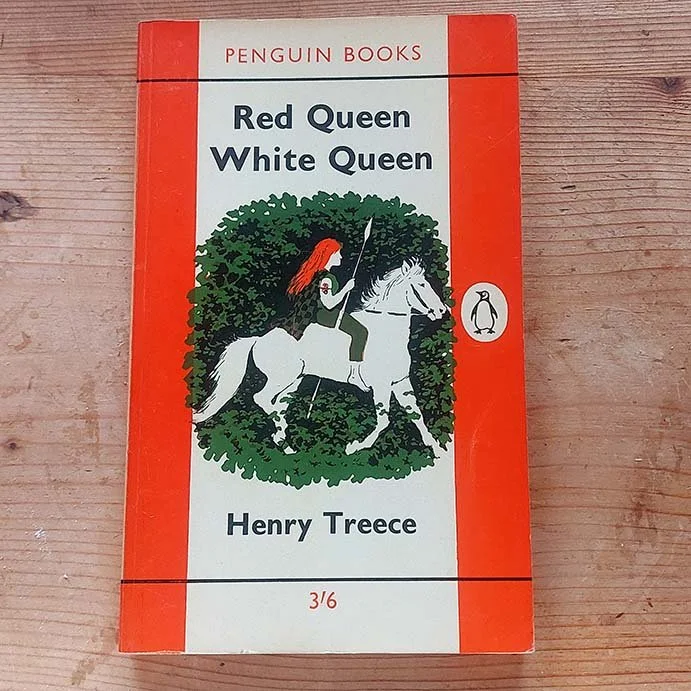 PENGUIN BOOKS
Red Queen
White Queen
Henry Treece
3/6